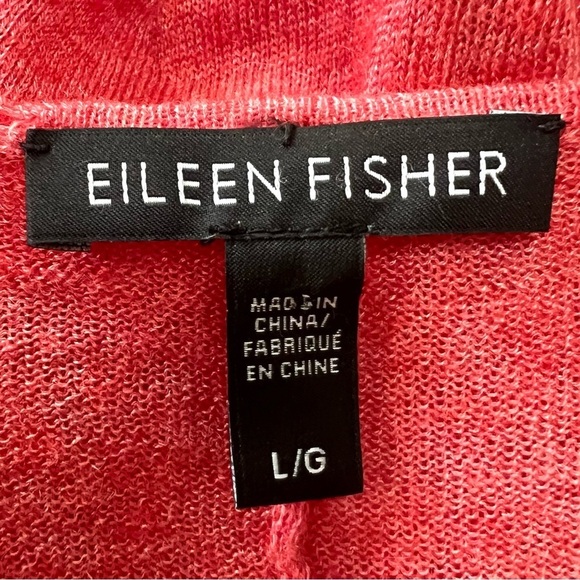 EILEEN FISHER
MADE IN
CHINA/
FABRIQUÉ
EN CHINE
L/G